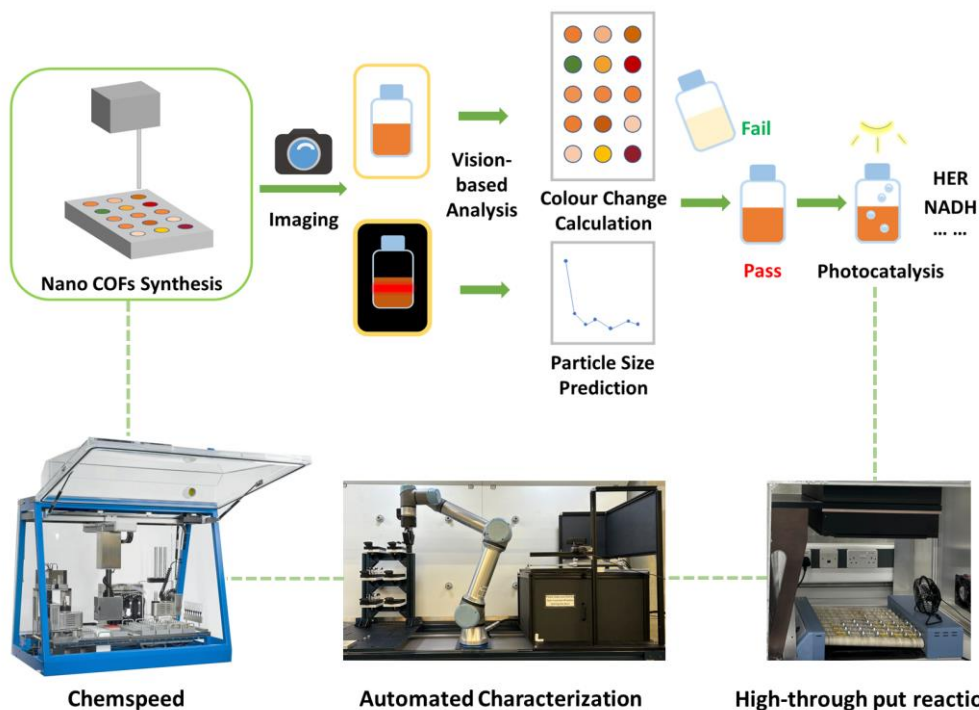 Nano COFs Synthesis
Imaging
Vision-
based
Analysis
Colour Change
Calculation
Particle Size
Prediction
Fail
Pass
Photocatalysis
HER
NADH
... ...
Chemspeed
Automated Characterization
High-through put reactio